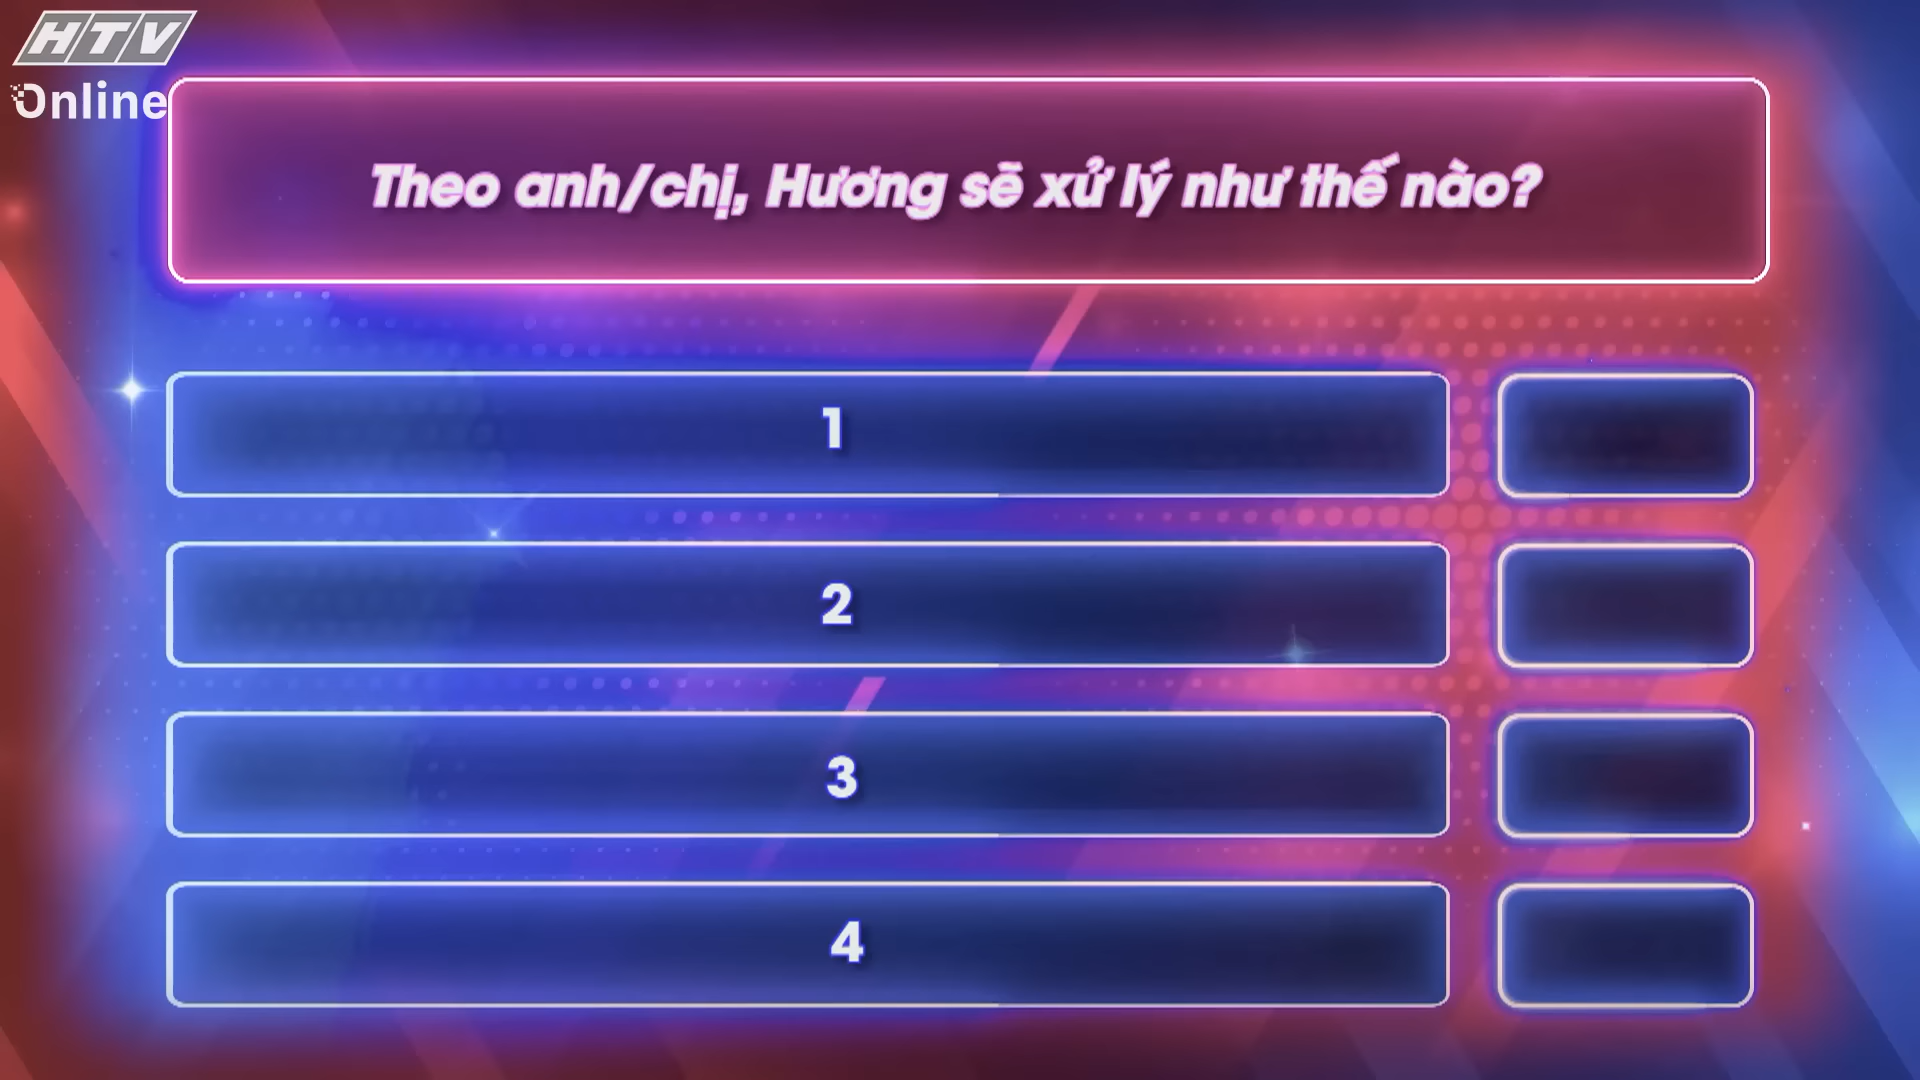 HTV
Online
Theo anh/chị, Hương sẽ xử lý như thế nào?
1
2
3
4